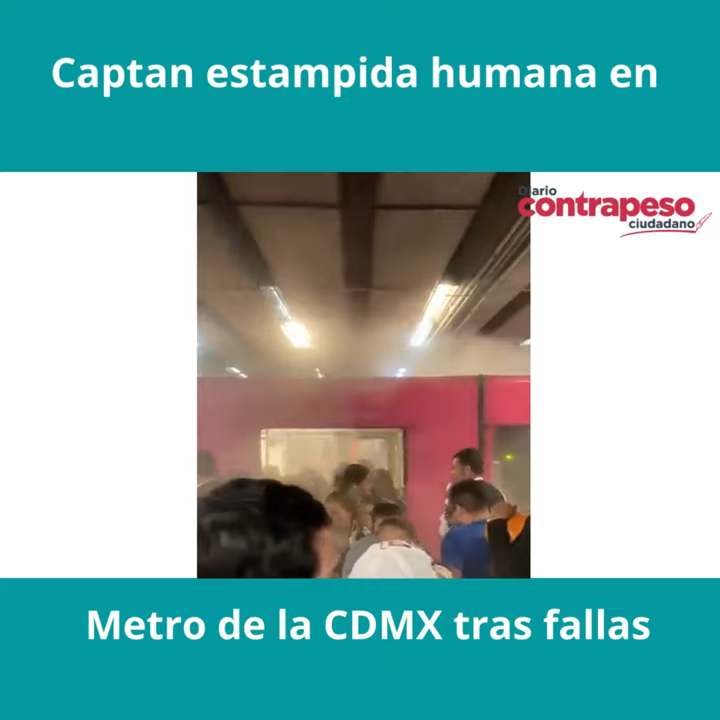 Captan estampida humana en
Diario
contrapeso
ciudadano
Metro de la CDMX tras fallas